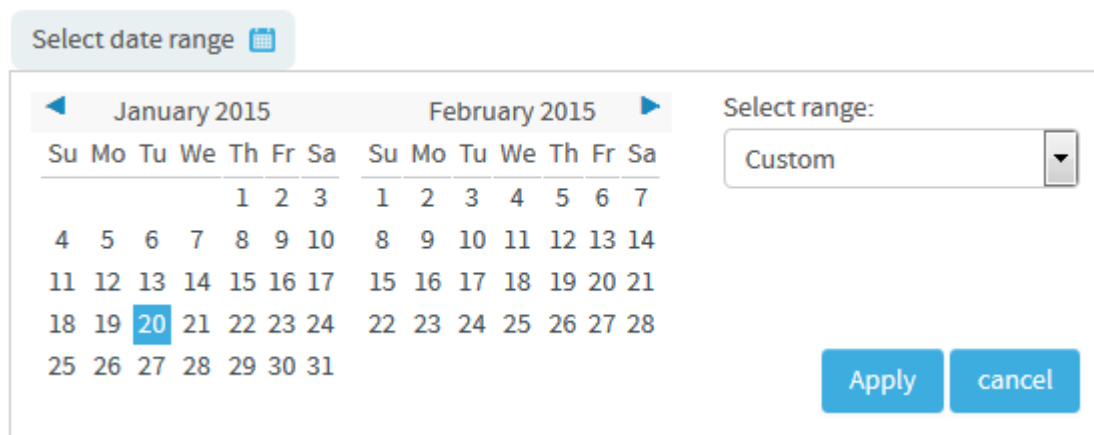 Select date range
January 2015 February 2015 Select range:
Su Mo Tu We Th Fr Sa Su Mo Tu We Th Fr Sa Custom
1 2 3 1 2 3 4 5 6 7
4 5 6 7 8 9 10 8 9 10 11 12 13 14
11 12 13 14 15 16 17 15 16 17 18 19 20 21
18 19 20 21 22 23 24 22 23 24 25 26 27 28
25 26 27 28 29 30 31
Apply cancel